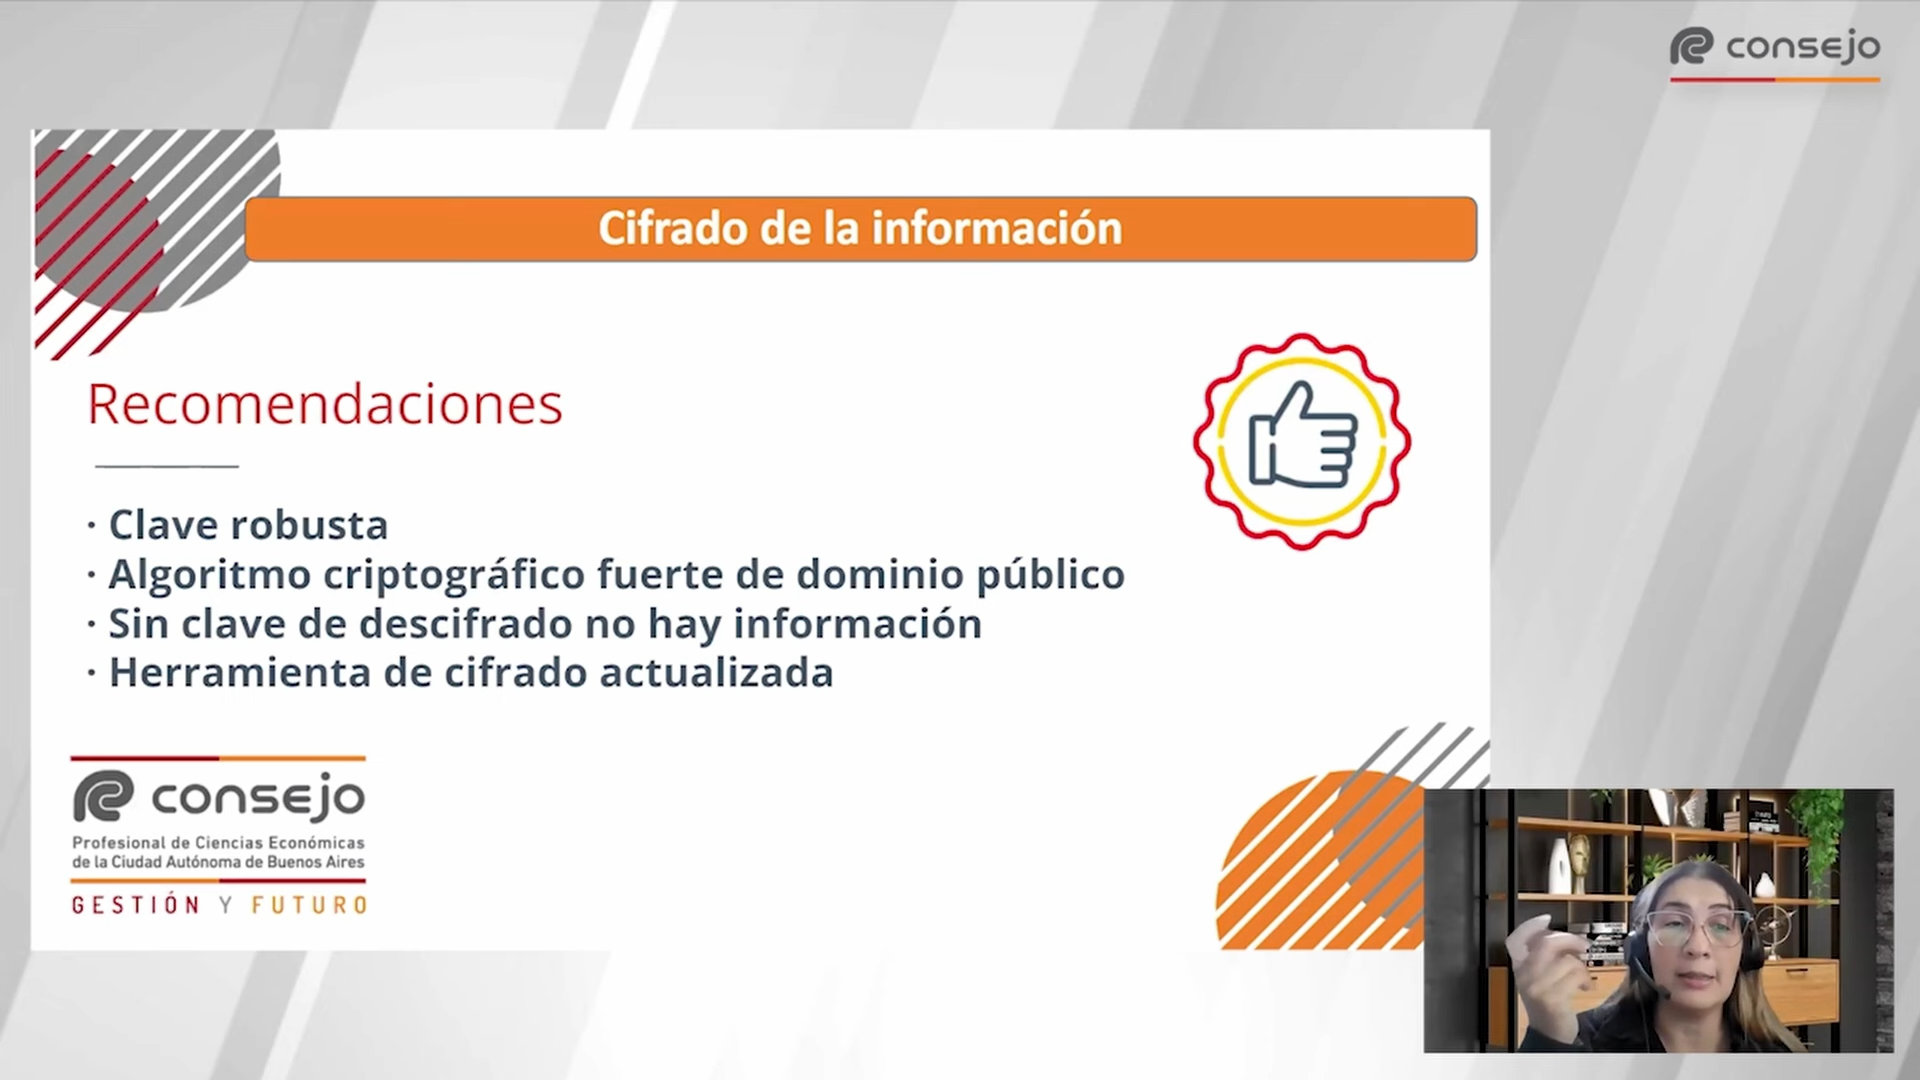 consejo
Cifrado de la información
Recomendaciones
· Clave robusta
· Algoritmo criptográfico fuerte de dominio público
· Sin clave de descifrado no hay información
· Herramienta de cifrado actualizada
consejo
Profesional de Ciencias Económicas
de la Ciudad Autónoma de Buenos Aires
GESTIÓN Y FUTURO